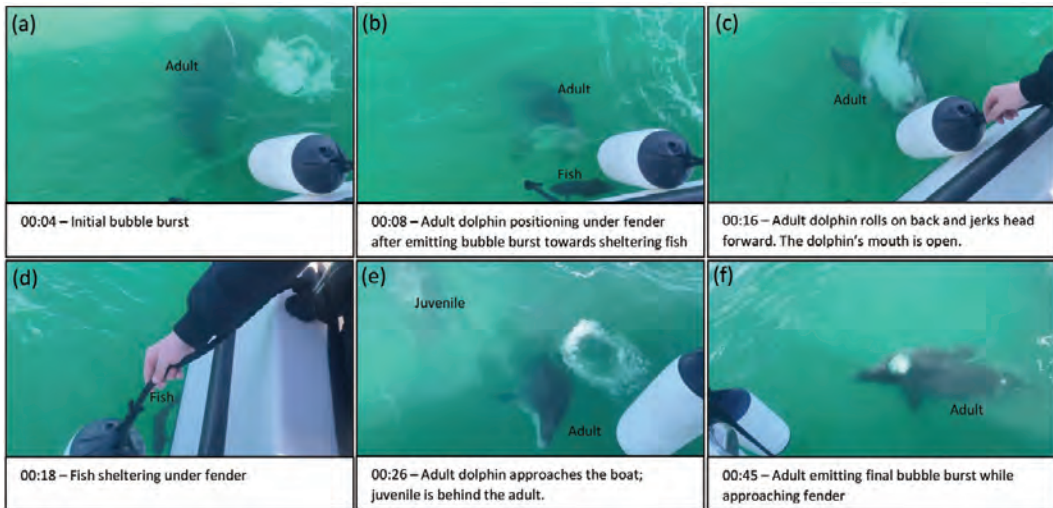 (a)
Adult
00:04 – Initial bubble burst
(b)
Adult
Fish
00:08 – Adult dolphin positioning under fender
after emitting bubble burst towards sheltering fish
(c)
Adult
00:16 – Adult dolphin rolls on back and jerks head
forward. The dolphin's mouth is open.
(d)
Fish
00:18 – Fish sheltering under fender
(e)
Juvenile
Adult
00:26 – Adult dolphin approaches the boat;
juvenile is behind the adult.
(f)
Adult
00:45 – Adult emitting final bubble burst while
approaching fender